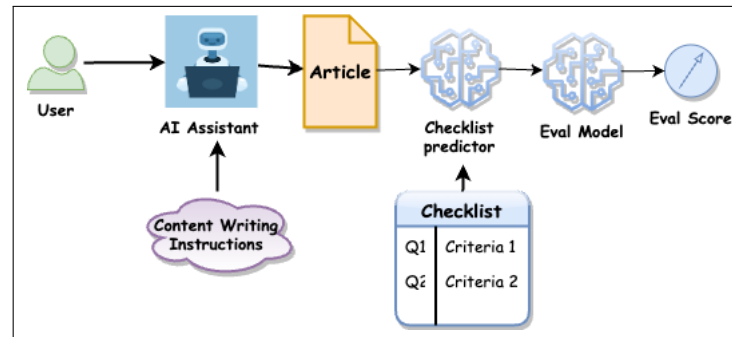 User
AI Assistant
Content Writing
Instructions
Article
Checklist
predictor
Eval Model
Eval Score
Checklist
Q1 Criteria 1
Q2 Criteria 2